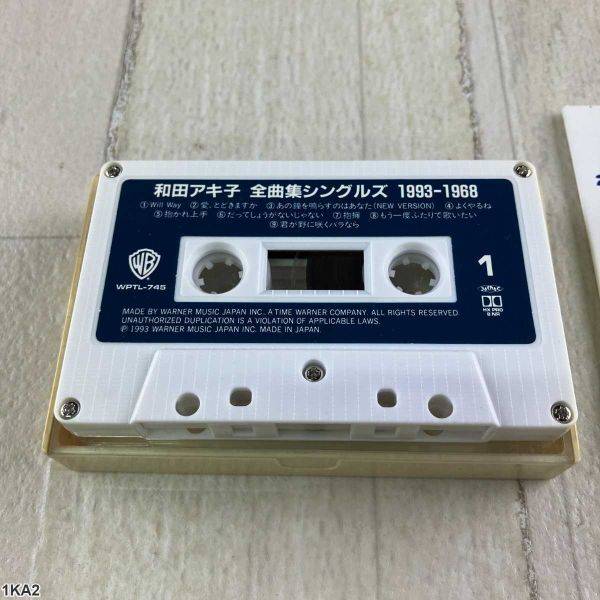 和田アキ子 全曲集シングルズ 1993-1968
①Will Way ②愛、とどきますか ③あの鐘を鳴らすのはあなた(NEW VERSION) ④よくやるね
⑤抱かれ上手 ⑥だってしょうがないじゃない ⑦抱擁 ⑧もう一度ふたりで歌いたい
⑨君が野に咲くバラなら
WB
WPTL-745
1
HX PRO
B NR
MADE BY WARNER MUSIC JAPAN INC., A TIME WARNER COMPANY. ALL RIGHTS RESERVED.
UNAUTHORIZED DUPLICATION IS A VIOLATION OF APPLICABLE LAWS.
Ⓟ 1993 WARNER MUSIC JAPAN INC. MADE IN JAPAN.
1KA2